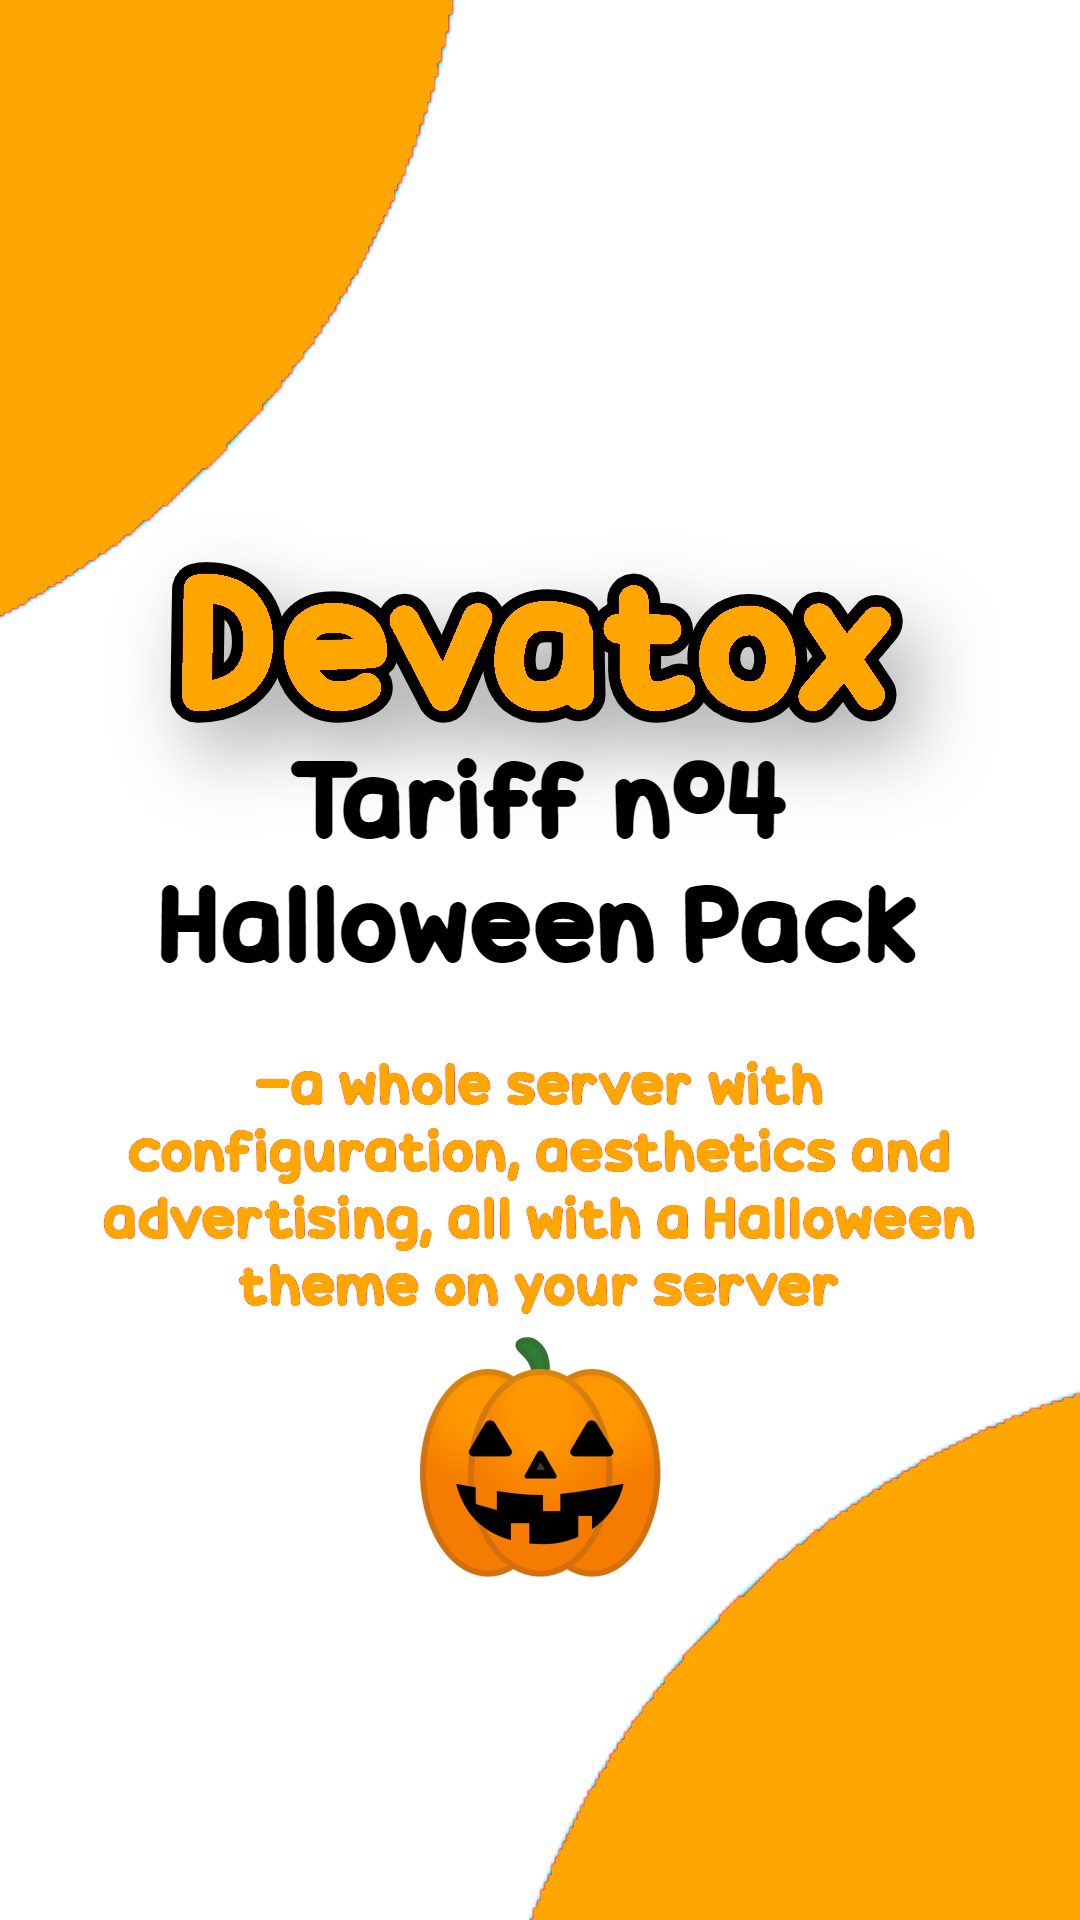 Devatox
Tariff nº4
Halloween Pack
-a whole server with
configuration, aesthetics and
advertising, all with a Halloween
theme on your server